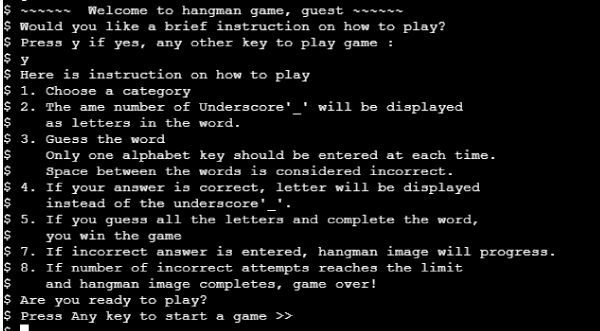 $ ~~~~~~  Welcome to hangman game, guest ~~~~~~
$ Would you like a brief instruction on how to play?
$ Press y if yes, any other key to play game :
$ y
$ Here is instruction on how to play
$ 1. Choose a category
$ 2. The ame number of Underscore'_' will be displayed
$    as letters in the word.
$ 3. Guess the word
$    Only one alphabet key should be entered at each time.
$    Space between the words is considered incorrect.
$ 4. If your answer is correct, letter will be displayed
$    instead of the underscore'_'.
$ 5. If you guess all the letters and complete the word,
$    you win the game
$ 7. If incorrect answer is entered, hangman image will progress.
$ 8. If number of incorrect attempts reaches the limit
$    and hangman image completes, game over!
$ Are you ready to play?
$ Press Any key to start a game >>
$